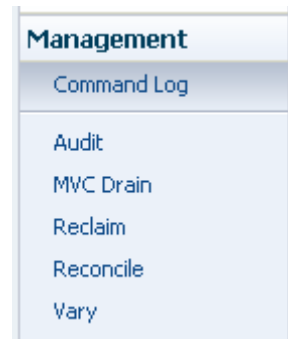 Management
Command Log
Audit
MVC Drain
Reclaim
Reconcile
Vary